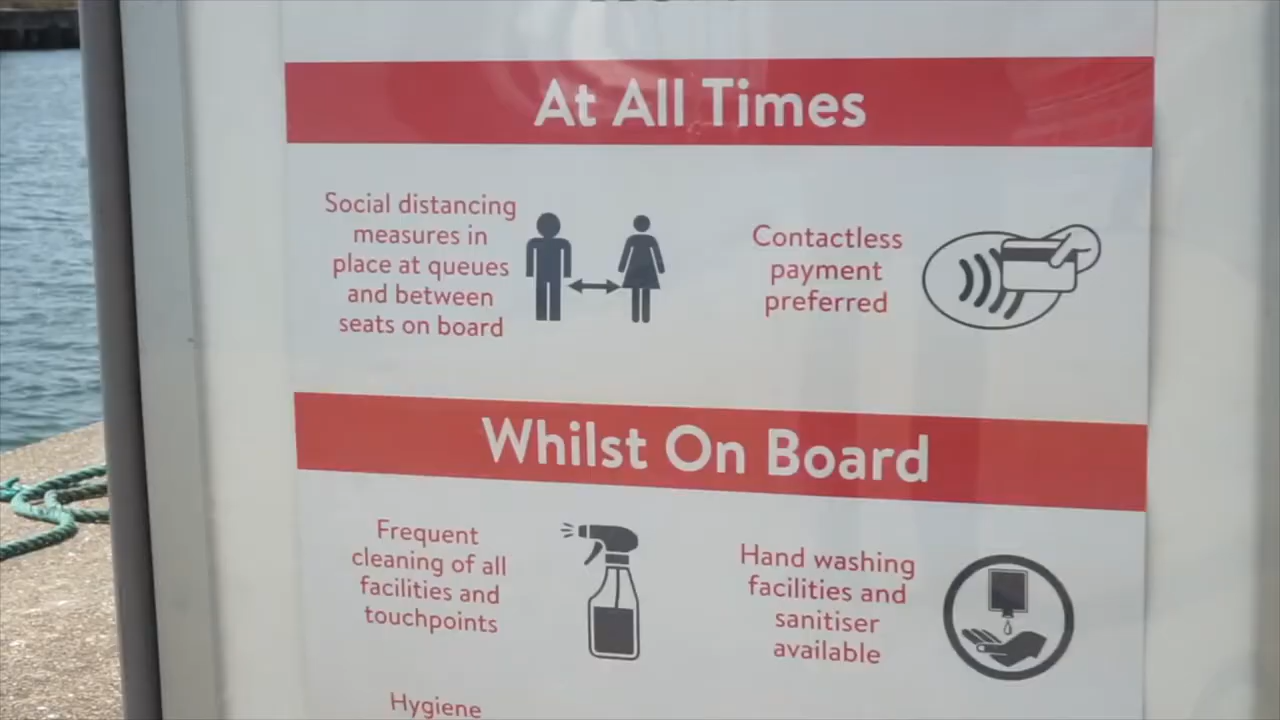 At All Times
Social distancing
measures in
place at queues
and between
seats on board
Contactless
payment
preferred
Whilst On Board
Frequent
cleaning of all
facilities and
touchpoints
Hand washing
facilities and
sanitiser
available
Hygiene